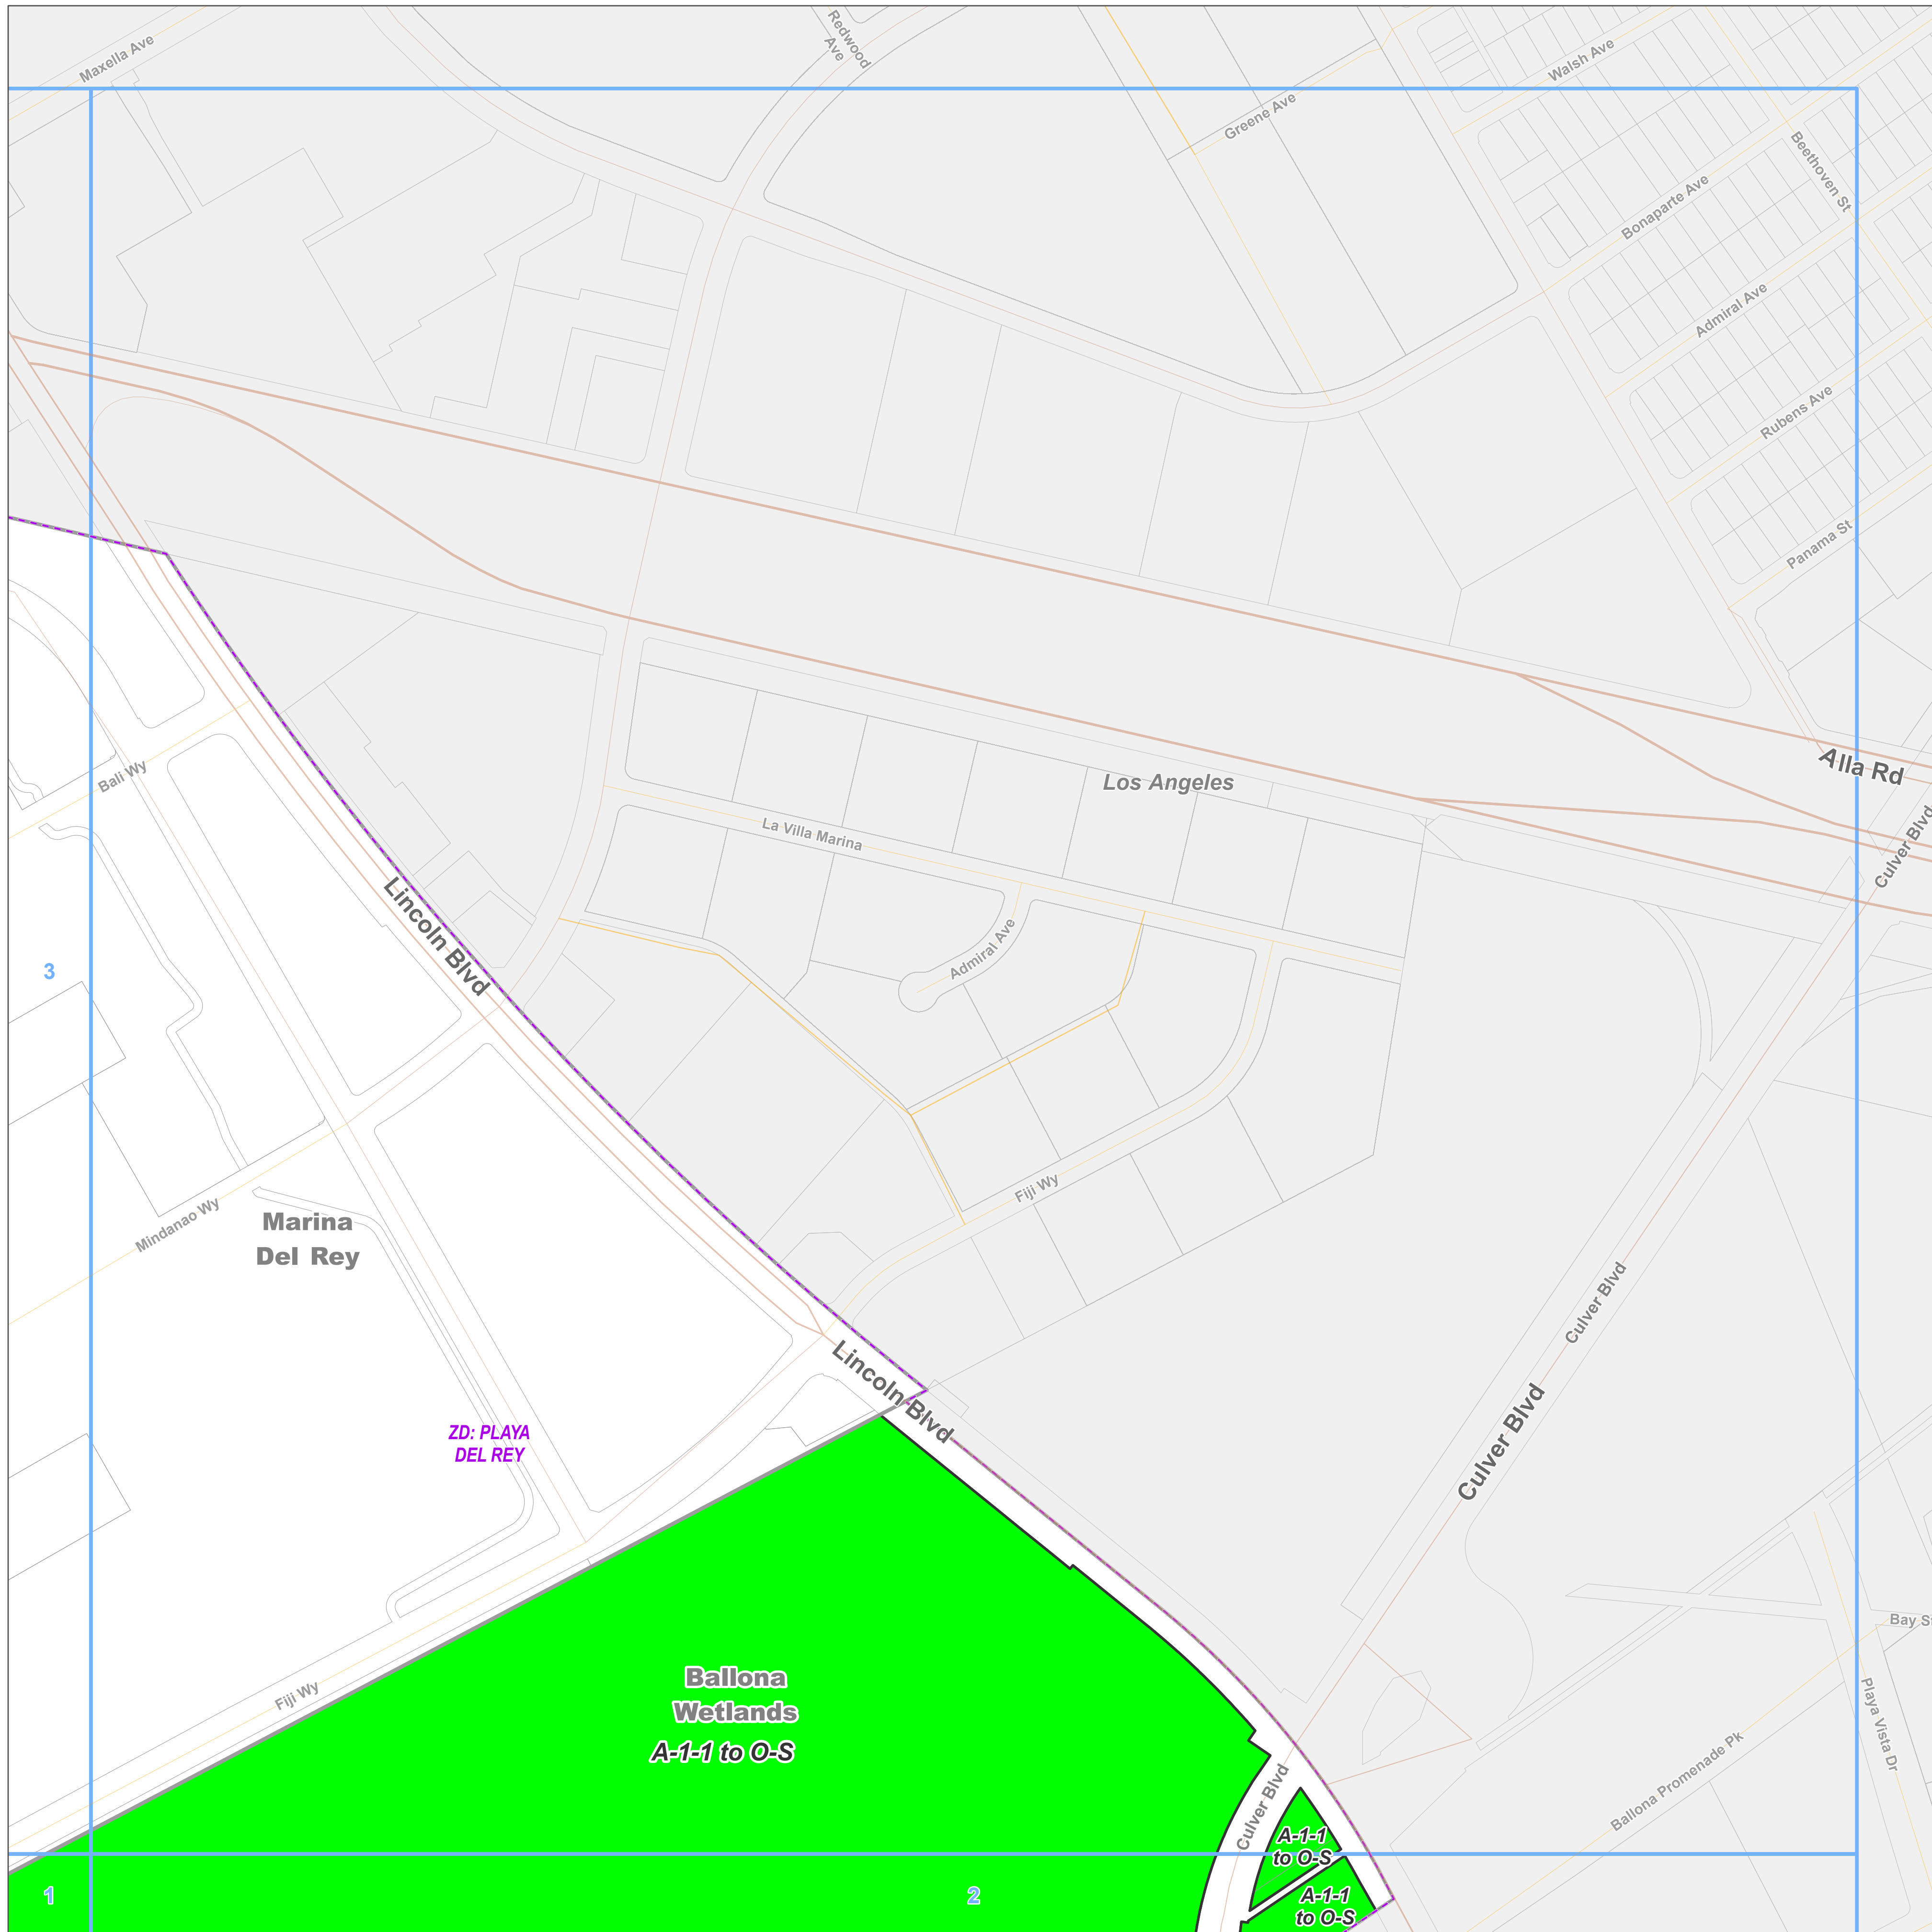 Maxella Ave
Redwood
Ave
Walsh Ave
Greene Ave
Beethoven St
Bonaparte Ave
Admiral Ave
Rubens Ave
Panama St
Bali Wy
Alla Rd
Los Angeles
Culver Blvd
La Villa Marina
Lincoln Blvd
Admiral Ave
3
Fiji Wy
Mindanao Wy
Marina
Del Rey
Culver Blvd
Lincoln Blvd
Culver Blvd
ZD: PLAYA
DEL REY
Bay S
Fiji Wy
Ballona
Wetlands
A-1-1 to O-S
Playa Vista Dr
Ballona Promenade Pk
Culver Blvd
A-1-1
to O-S
1
2
A-1-1
to O-S